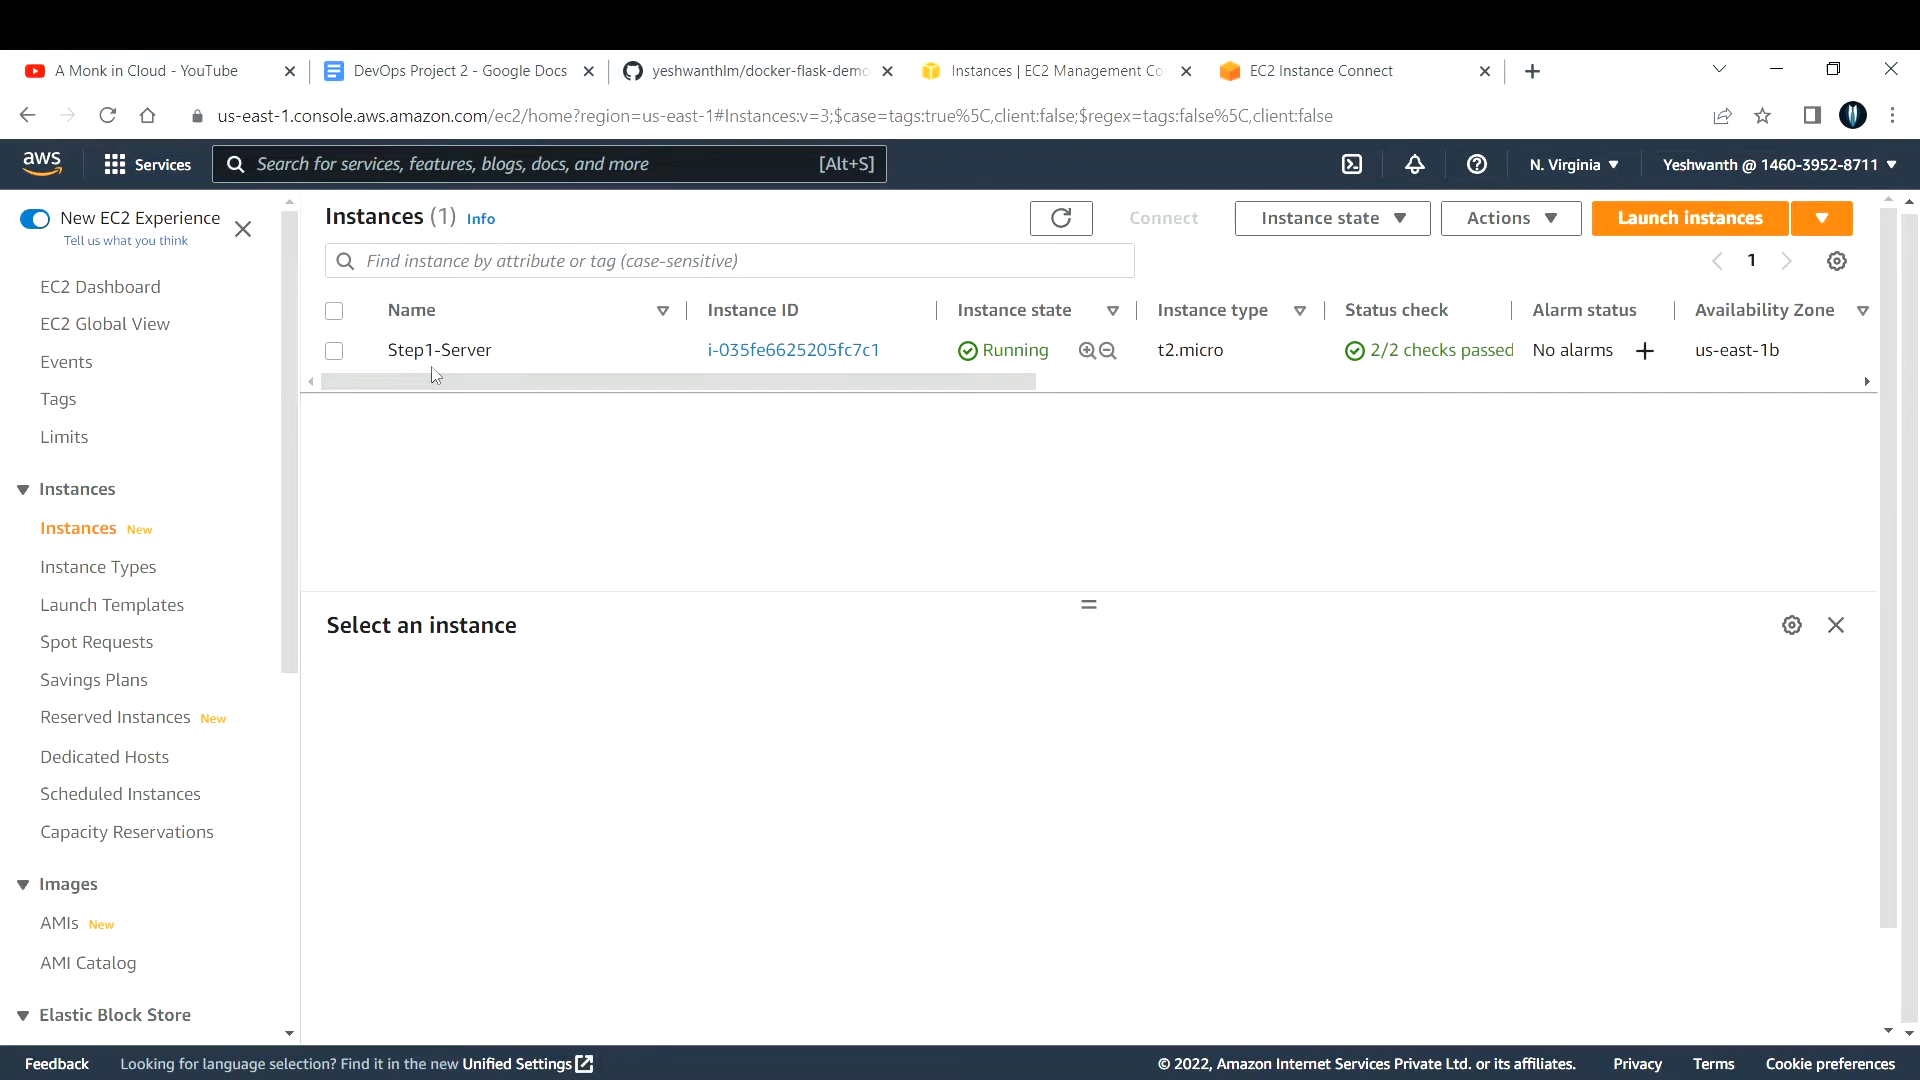 A Monk in Cloud - YouTube
DevOps Project 2 - Google Docs
yeshwanthlm/docker-flask-demo
Instances | EC2 Management Co
EC2 Instance Connect
us-east-1.console.aws.amazon.com/ec2/home?region=us-east-1#Instances:v=3;$case=tags:true%5C,client:false;$regex=tags:false%5C,client:false
aws
Services
Search for services, features, blogs, docs, and more
[Alt+S]
N. Virginia
Yeshwanth @ 1460-3952-8711
New EC2 Experience
Tell us what you think
EC2 Dashboard
EC2 Global View
Events
Tags
Limits
Instances
Instances New
Instance Types
Launch Templates
Spot Requests
Savings Plans
Reserved Instances New
Dedicated Hosts
Scheduled Instances
Capacity Reservations
Images
AMIs New
AMI Catalog
Elastic Block Store
Instances (1) Info
Connect
Instance state
Actions
Launch instances
Find instance by attribute or tag (case-sensitive)
1
Name Instance ID Instance state Instance type Status check Alarm status Availability Zone
Step1-Server i-035fe6625205fc7c1 Running t2.micro 2/2 checks passed No alarms us-east-1b
Select an instance
Feedback
Looking for language selection? Find it in the new Unified Settings
© 2022, Amazon Internet Services Private Ltd. or its affiliates.
Privacy
Terms
Cookie preferences